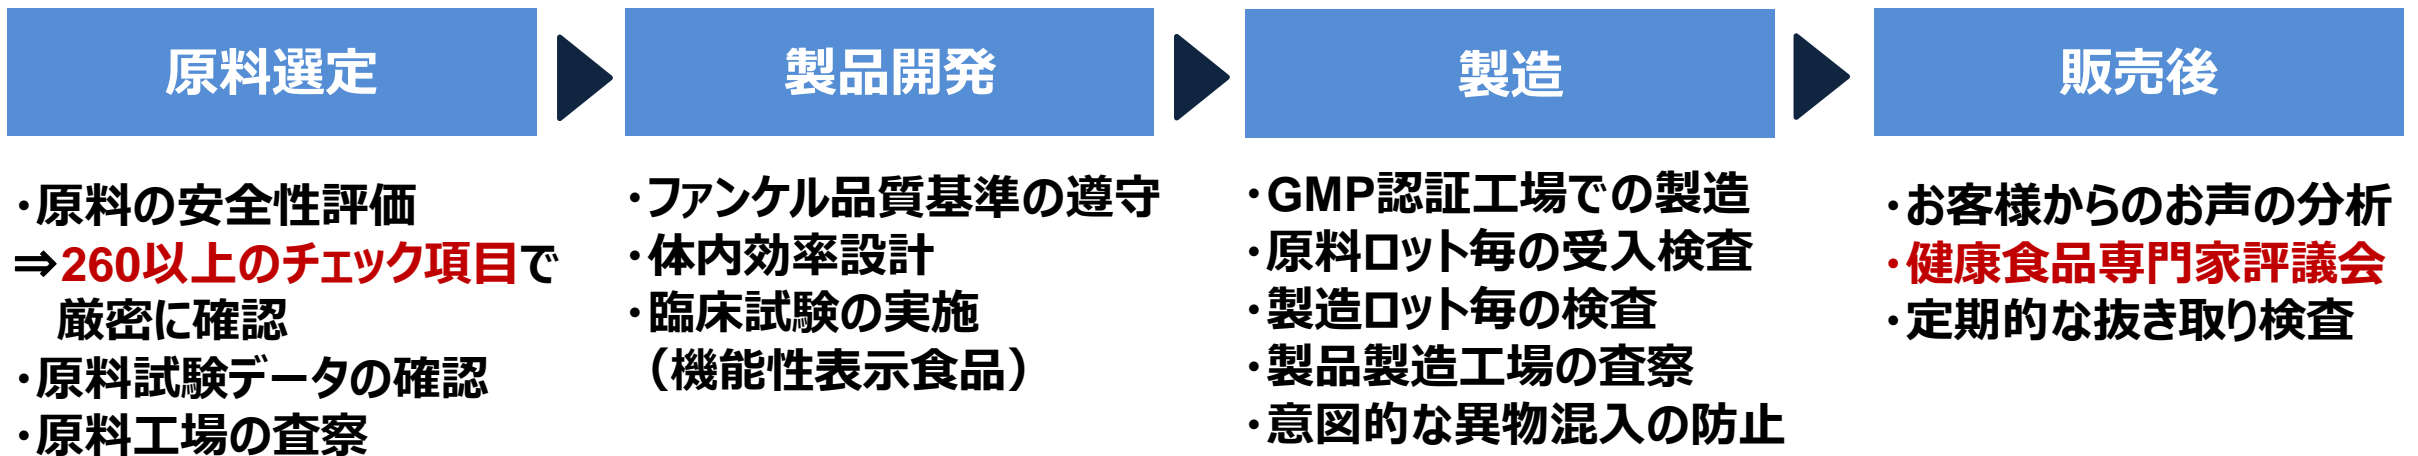 原料選定
・原料の安全性評価
⇒260以上のチェック項目で
厳密に確認
・原料試験データの確認
・原料工場の査察
製品開発
・ファンケル品質基準の遵守
・体内効率設計
・臨床試験の実施
（機能性表示食品）
製造
・GMP認証工場での製造
・原料ロット毎の受入検査
・製造ロット毎の検査
・製品製造工場の査察
・意図的な異物混入の防止
販売後
・お客様からのお声の分析
・健康食品専門家評議会
・定期的な抜き取り検査